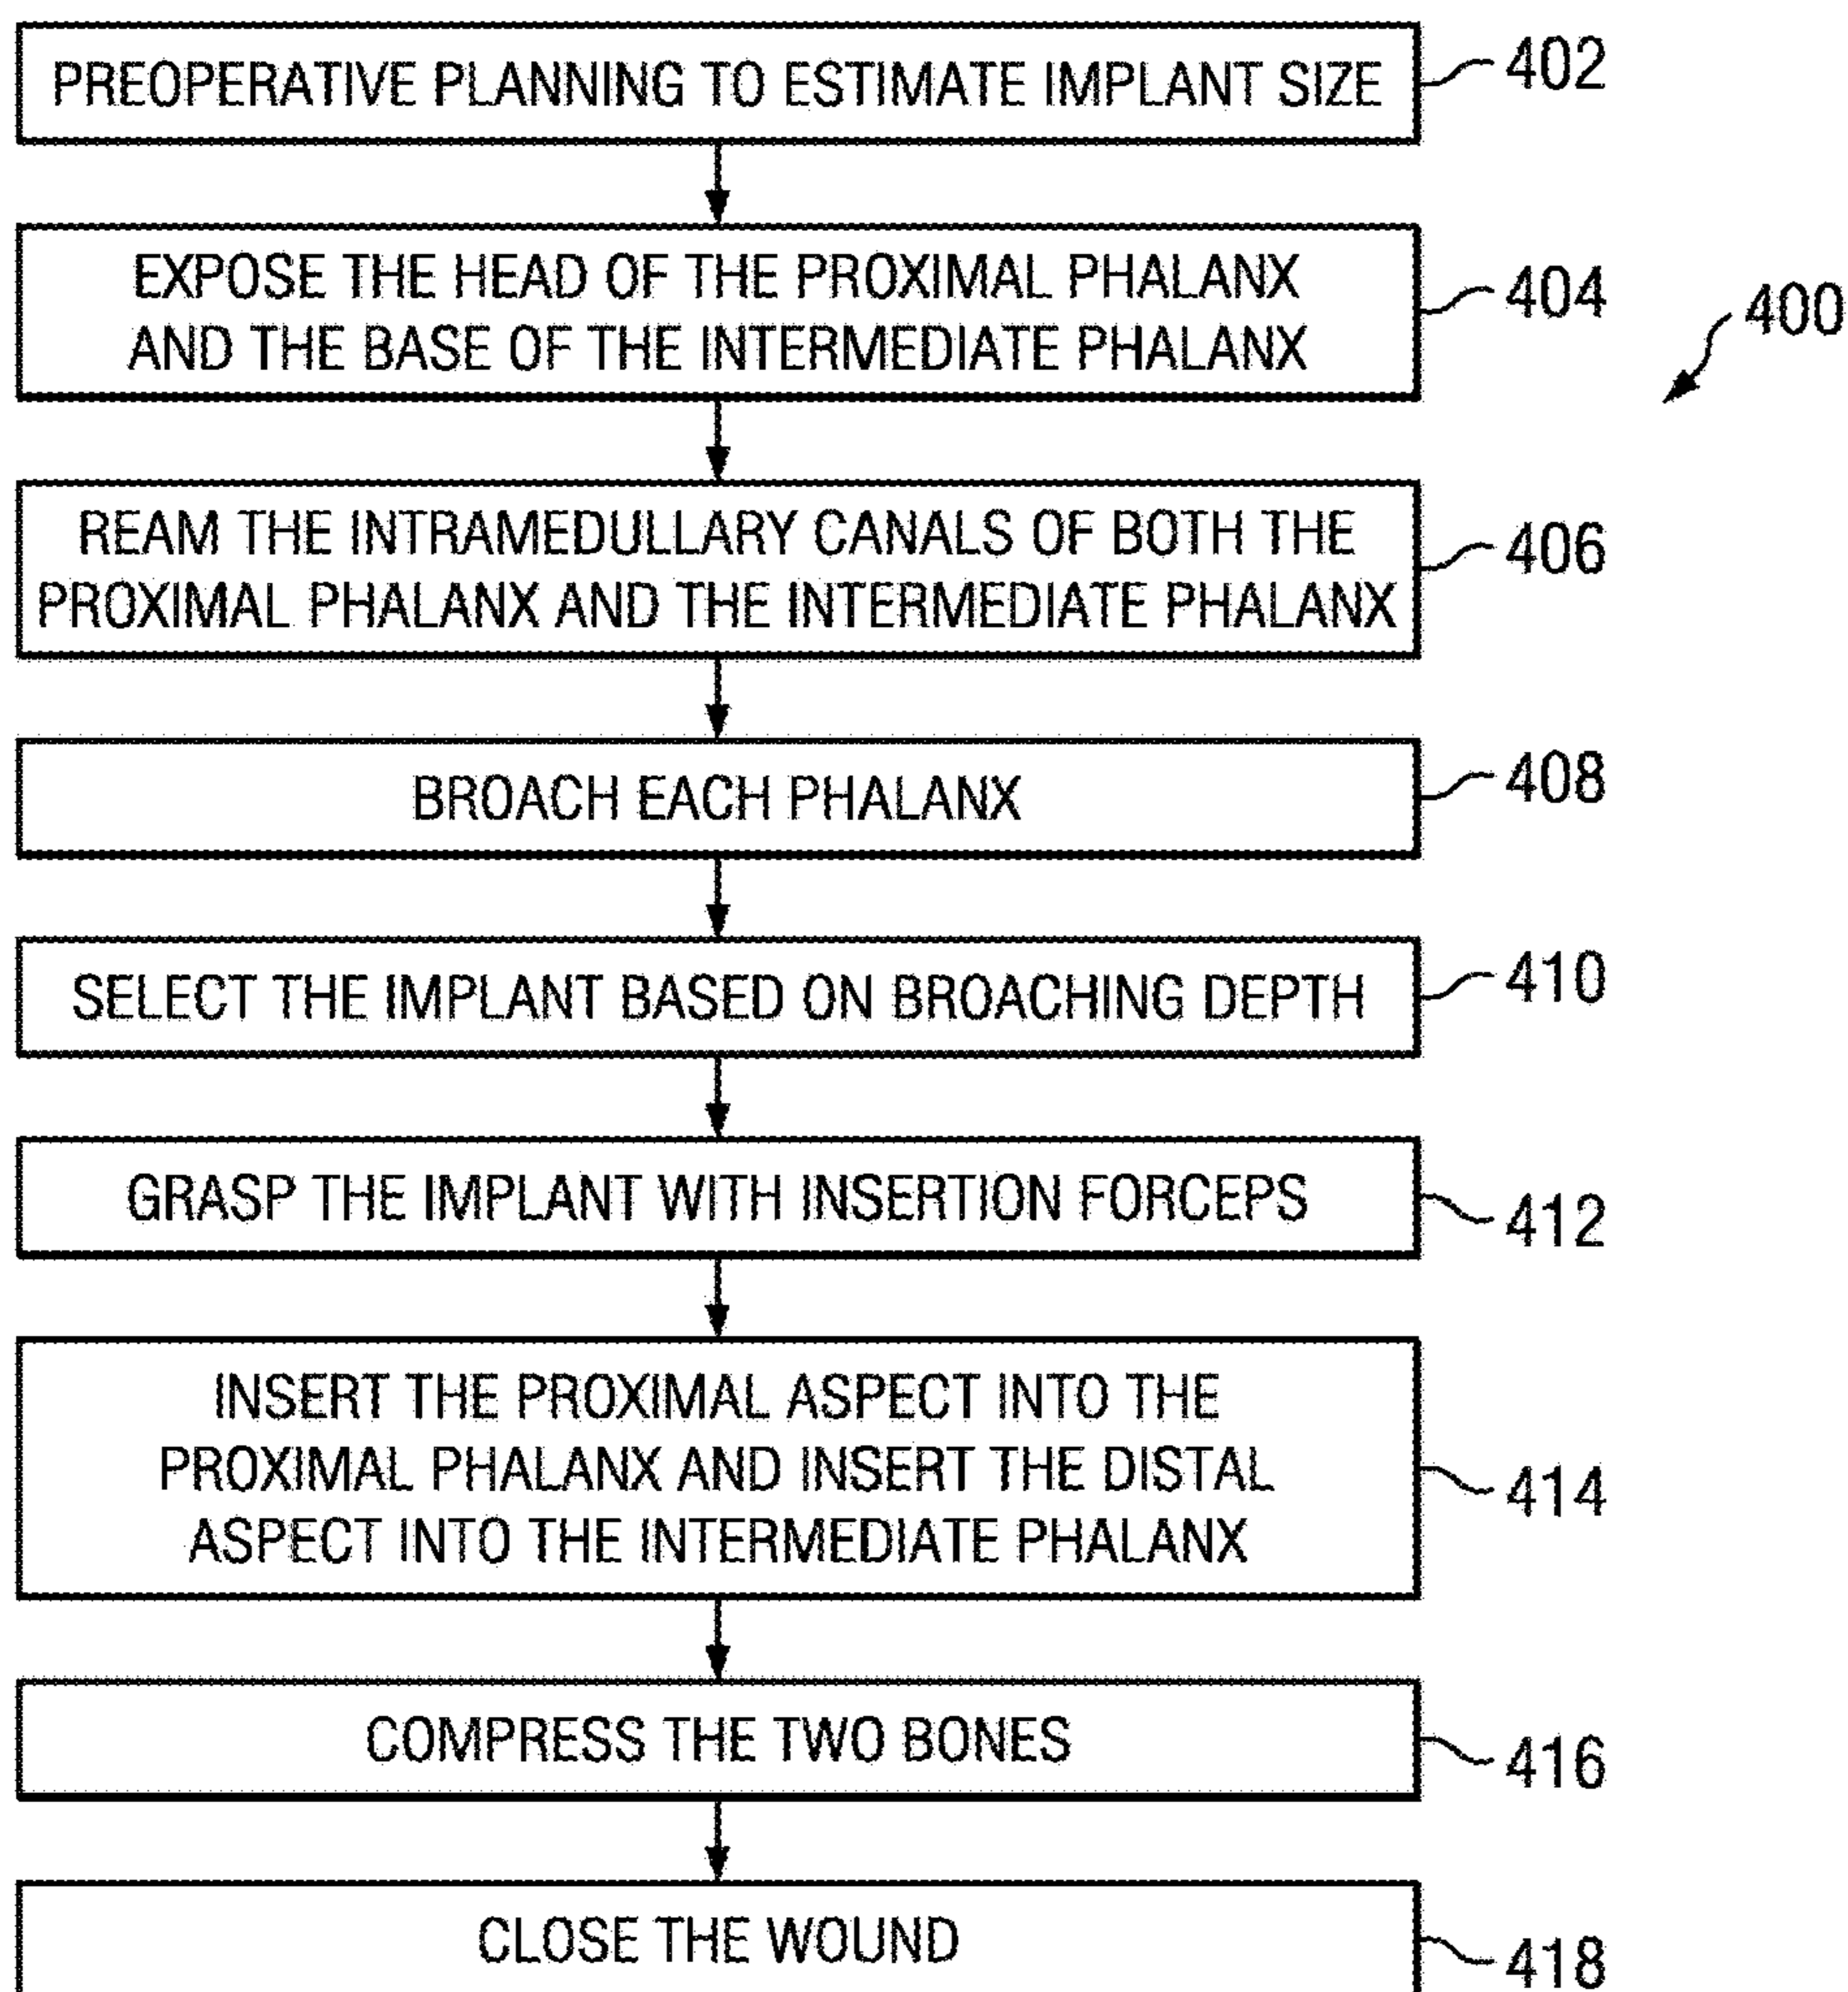 PREOPERATIVE PLANNING TO ESTIMATE IMPLANT SIZE
402
EXPOSE THE HEAD OF THE PROXIMAL PHALANX
AND THE BASE OF THE INTERMEDIATE PHALANX
404
400
REAM THE INTRAMEDULLARY CANALS OF BOTH THE
PROXIMAL PHALANX AND THE INTERMEDIATE PHALANX
406
BROACH EACH PHALANX
408
SELECT THE IMPLANT BASED ON BROACHING DEPTH
410
GRASP THE IMPLANT WITH INSERTION FORCEPS
412
INSERT THE PROXIMAL ASPECT INTO THE
PROXIMAL PHALANX AND INSERT THE DISTAL
ASPECT INTO THE INTERMEDIATE PHALANX
414
COMPRESS THE TWO BONES
416
CLOSE THE WOUND
418